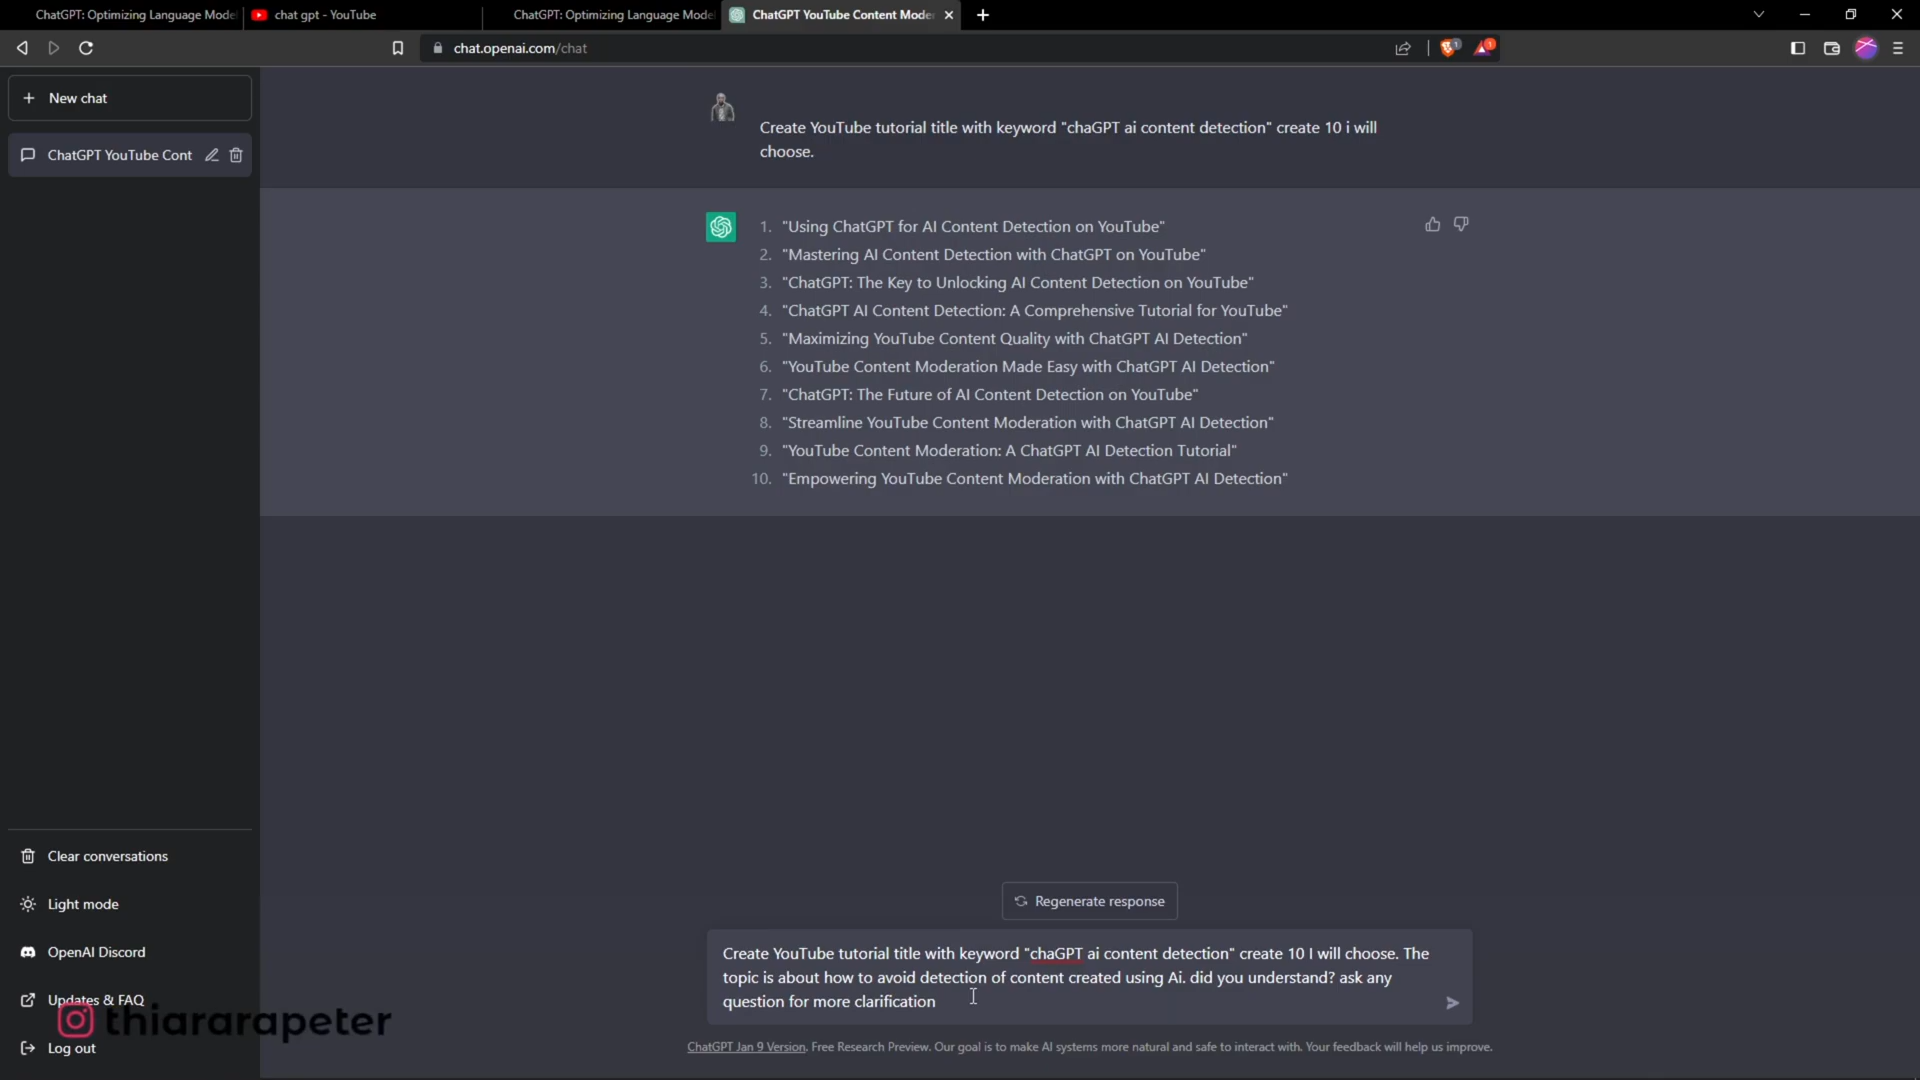 ChatGPT: Optimizing Language Model
chat gpt - YouTube
ChatGPT: Optimizing Language Model
ChatGPT YouTube Content Mode
chat.openai.com/chat
1
1
New chat
ChatGPT YouTube Cont
Create YouTube tutorial title with keyword "chaGPT ai content detection" create 10 i will
choose.
1. "Using ChatGPT for AI Content Detection on YouTube"
2. "Mastering AI Content Detection with ChatGPT on YouTube"
3. "ChatGPT: The Key to Unlocking AI Content Detection on YouTube"
4. "ChatGPT AI Content Detection: A Comprehensive Tutorial for YouTube"
5. "Maximizing YouTube Content Quality with ChatGPT AI Detection"
6. "YouTube Content Moderation Made Easy with ChatGPT AI Detection"
7. "ChatGPT: The Future of AI Content Detection on YouTube"
8. "Streamline YouTube Content Moderation with ChatGPT AI Detection"
9. "YouTube Content Moderation: A ChatGPT AI Detection Tutorial"
10. "Empowering YouTube Content Moderation with ChatGPT AI Detection"
Clear conversations
Light mode
OpenAI Discord
Updates & FAQ
thiararapeter
Log out
Regenerate response
Create YouTube tutorial title with keyword "chaGPT ai content detection" create 10 I will choose. The
topic is about how to avoid detection of content created using Ai. did you understand? ask any
question for more clarification
ChatGPT Jan 9 Version. Free Research Preview. Our goal is to make AI systems more natural and safe to interact with. Your feedback will help us improve.